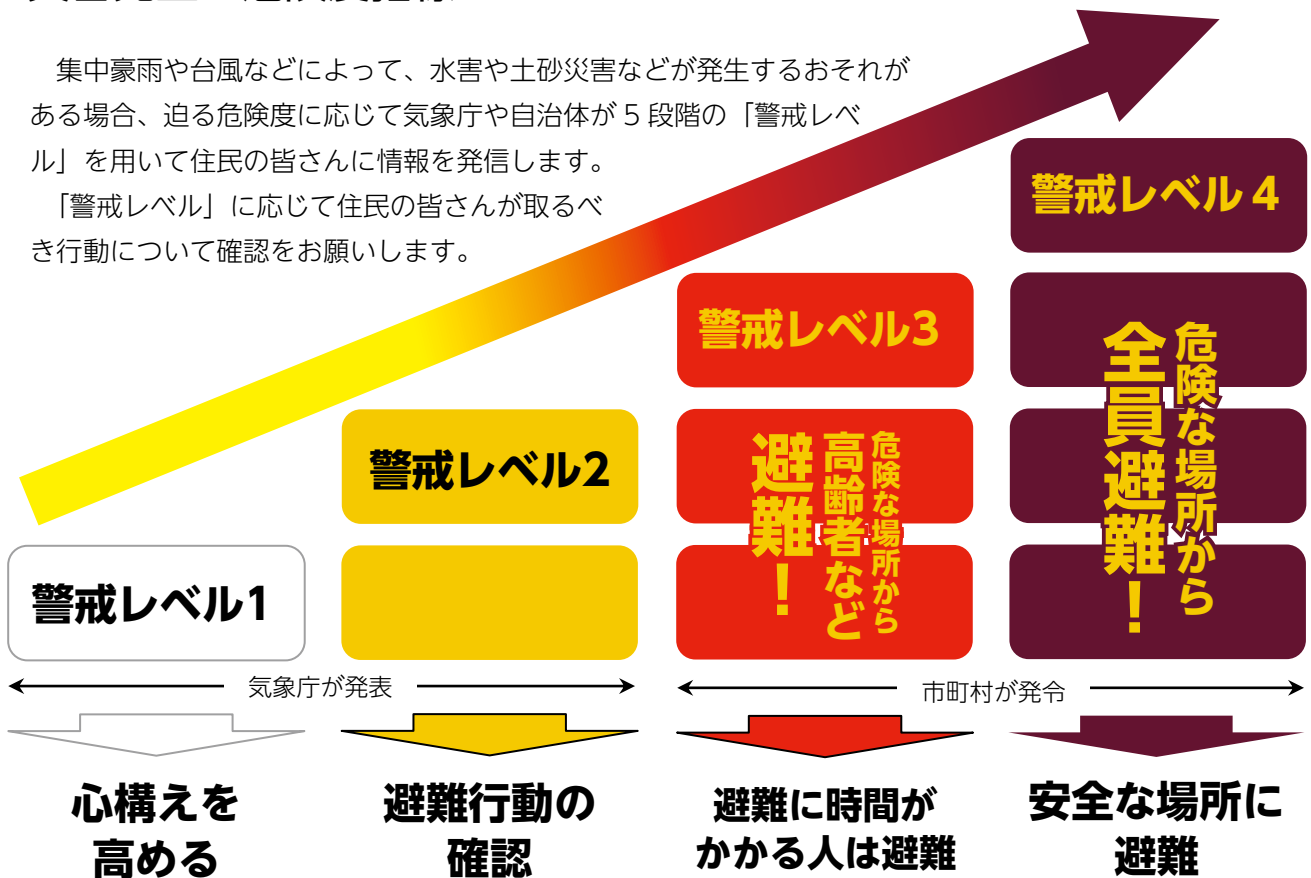 集中豪雨や台風などによって、水害や土砂災害などが発生するおそれが
ある場合、迫る危険度に応じて気象庁や自治体が5段階の「警戒レベ
ル」を用いて住民の皆さんに情報を発信します。
「警戒レベル」に応じて住民の皆さんが取るべ
き行動について確認をお願いします。
警戒レベル1
警戒レベル2
警戒レベル3
危険な場所から
高齢者など
避難!
警戒レベル4
危険な場所から
全員避難!
気象庁が発表
市町村が発令
心構えを
高める
避難行動の
確認
避難に時間が
かかる人は避難
安全な場所に
避難